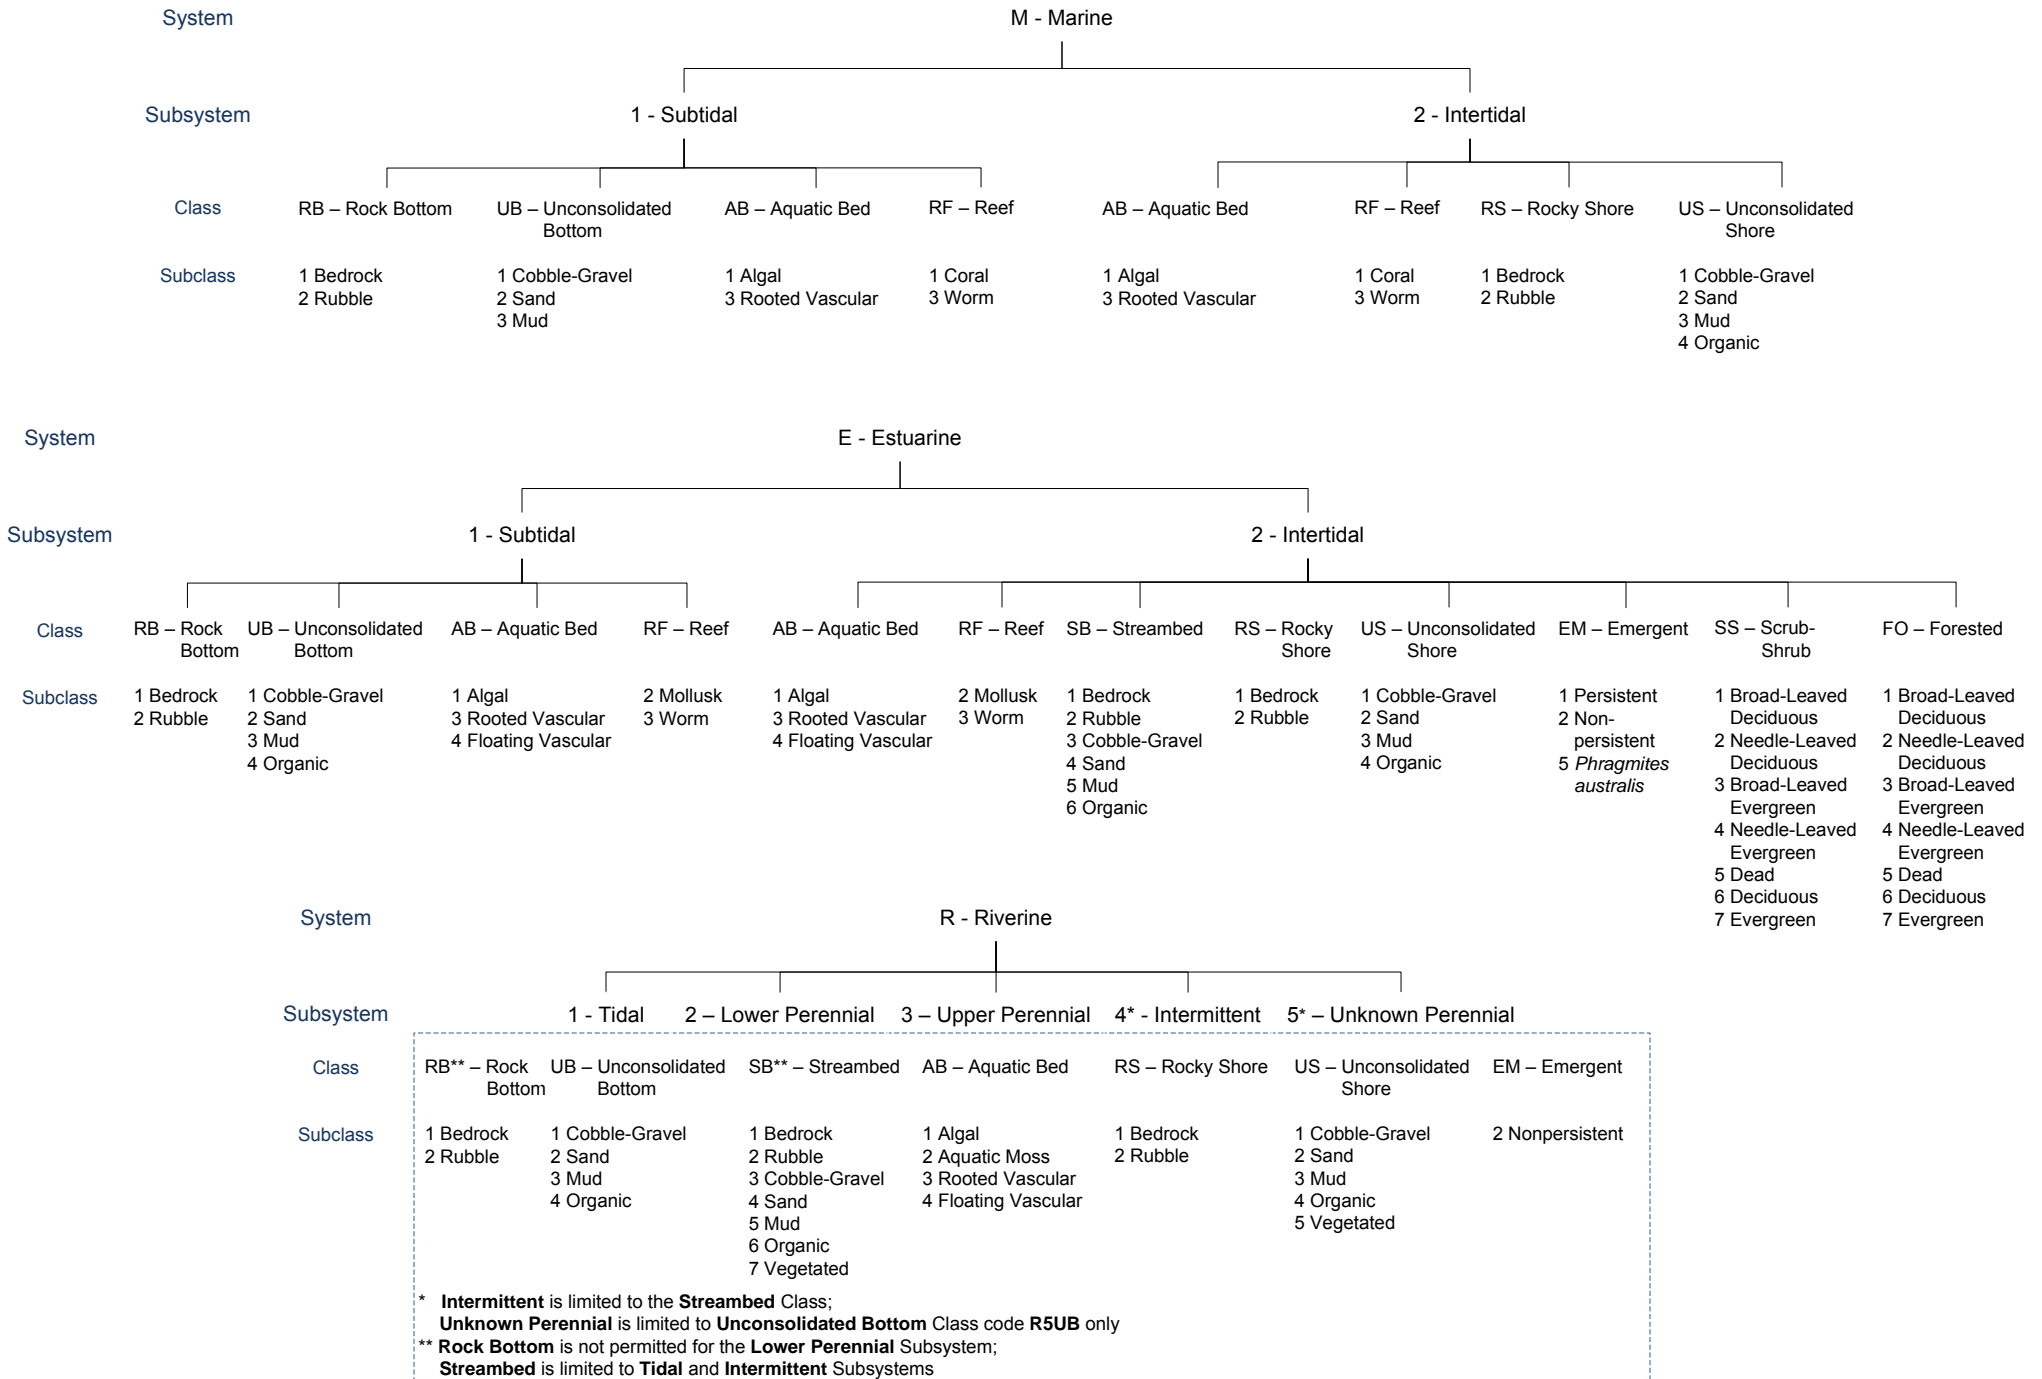 System
M - Marine
Subsystem
1 - Subtidal
2 - Intertidal
Class
RB – Rock Bottom
UB – Unconsolidated
Bottom
AB – Aquatic Bed
RF – Reef
AB – Aquatic Bed
RF – Reef
RS – Rocky Shore
US – Unconsolidated
Shore
Subclass
1 Bedrock
2 Rubble
1 Cobble-Gravel
2 Sand
3 Mud
1 Algal
3 Rooted Vascular
1 Coral
3 Worm
1 Algal
3 Rooted Vascular
1 Coral
3 Worm
1 Bedrock
2 Rubble
1 Cobble-Gravel
2 Sand
3 Mud
4 Organic
System
E - Estuarine
Subsystem
1 - Subtidal
2 - Intertidal
Class
RB – Rock
Bottom
UB – Unconsolidated
Bottom
AB – Aquatic Bed
RF – Reef
AB – Aquatic Bed
RF – Reef
SB – Streambed
RS – Rocky
Shore
US – Unconsolidated
Shore
EM – Emergent
SS – Scrub-
Shrub
FO – Forested
Subclass
1 Bedrock
2 Rubble
1 Cobble-Gravel
2 Sand
3 Mud
4 Organic
1 Algal
3 Rooted Vascular
4 Floating Vascular
2 Mollusk
3 Worm
1 Algal
3 Rooted Vascular
4 Floating Vascular
2 Mollusk
3 Worm
1 Bedrock
2 Rubble
3 Cobble-Gravel
4 Sand
5 Mud
6 Organic
1 Bedrock
2 Rubble
1 Cobble-Gravel
2 Sand
3 Mud
4 Organic
1 Persistent
2 Non-
persistent
5 Phragmites
australis
1 Broad-Leaved
Deciduous
2 Needle-Leaved
Deciduous
3 Broad-Leaved
Evergreen
4 Needle-Leaved
Evergreen
5 Dead
6 Deciduous
7 Evergreen
1 Broad-Leaved
Deciduous
2 Needle-Leaved
Deciduous
3 Broad-Leaved
Evergreen
4 Needle-Leaved
Evergreen
5 Dead
6 Deciduous
7 Evergreen
System
R - Riverine
Subsystem
1 - Tidal
2 – Lower Perennial
3 – Upper Perennial
4* - Intermittent
5* – Unknown Perennial
Class
RB** – Rock
Bottom
UB – Unconsolidated
Bottom
SB** – Streambed
AB – Aquatic Bed
RS – Rocky Shore
US – Unconsolidated
Shore
EM – Emergent
Subclass
1 Bedrock
2 Rubble
1 Cobble-Gravel
2 Sand
3 Mud
4 Organic
1 Bedrock
2 Rubble
3 Cobble-Gravel
4 Sand
5 Mud
6 Organic
7 Vegetated
1 Algal
2 Aquatic Moss
3 Rooted Vascular
4 Floating Vascular
1 Bedrock
2 Rubble
1 Cobble-Gravel
2 Sand
3 Mud
4 Organic
5 Vegetated
2 Nonpersistent
* Intermittent is limited to the Streambed Class;
Unknown Perennial is limited to Unconsolidated Bottom Class code R5UB only
** Rock Bottom is not permitted for the Lower Perennial Subsystem;
Streambed is limited to Tidal and Intermittent Subsystems